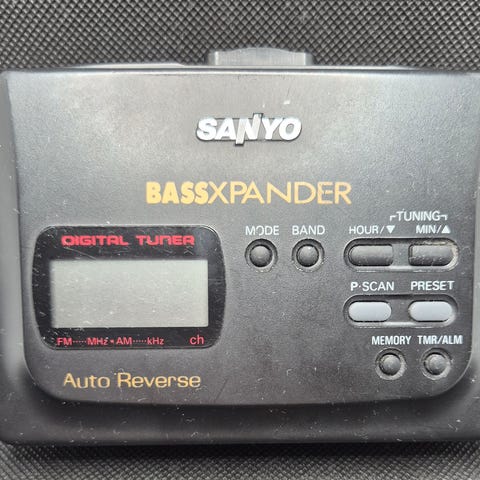 SANYO
BASSXPANDER
DIGITAL TUNER
MODE BAND
TUNING
HOUR/▼ MIN/▲
P·SCAN PRESET
MEMORY TMR/ALM
FM·····MHz·AM·····kHz ch
Auto Reverse